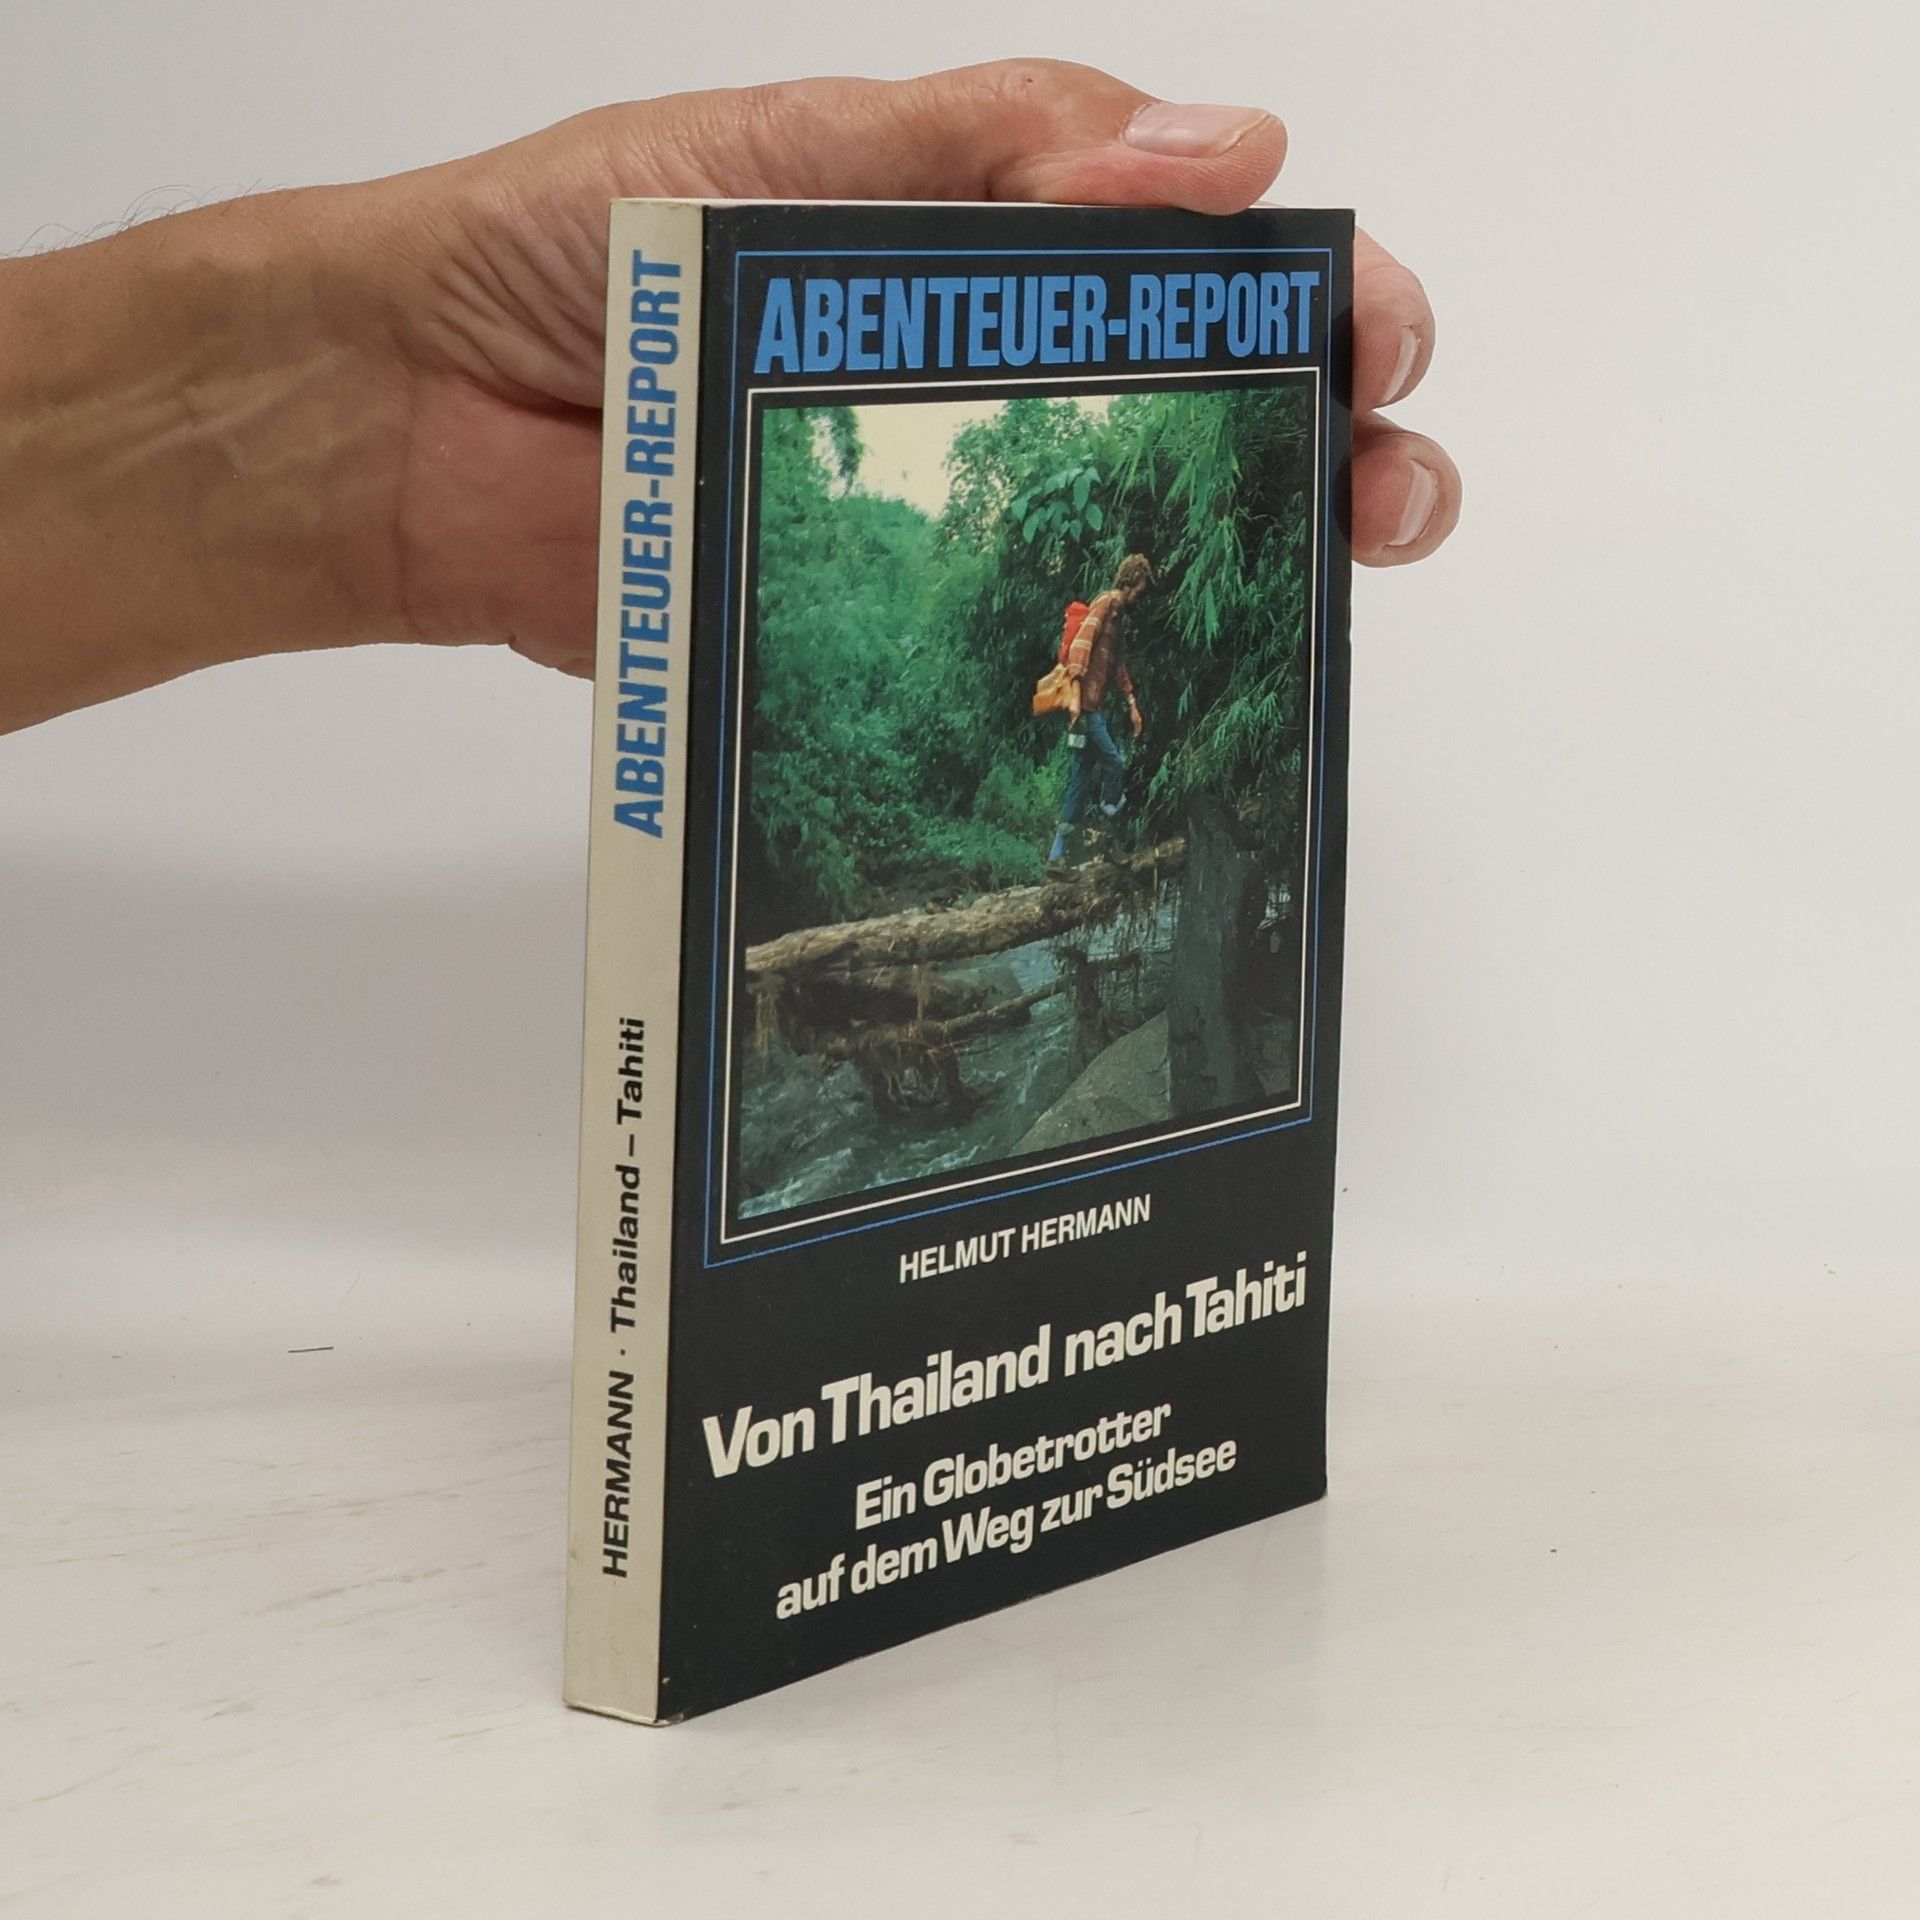 ABENTEUER-REPORT
HERMANN · Thailand – Tahiti
ABENTEUER-REPORT
HELMUT HERMANN
Von Thailand nach Tahiti
Ein Globetrotter
auf dem Weg zur Südsee